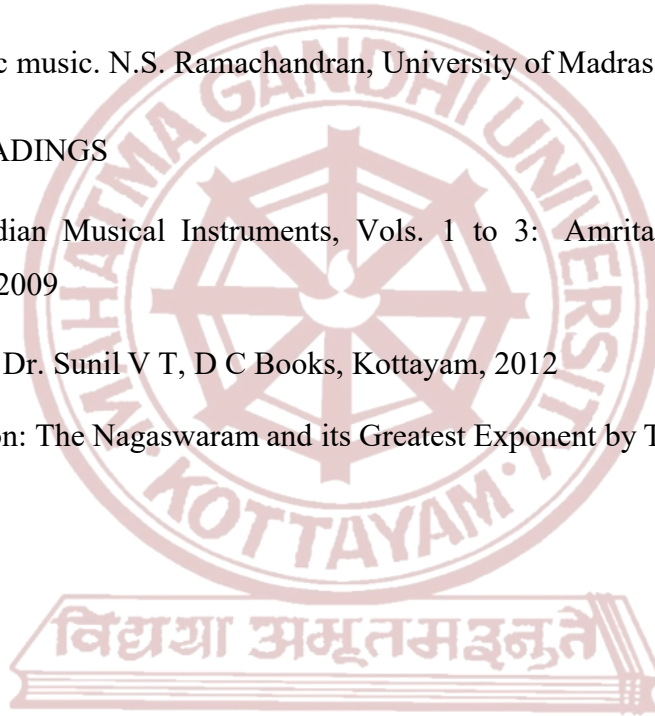 c music. N.S. Ramachandran, University of Madras
ADINGS
dian Musical Instruments, Vols. 1 to 3: Amrita
2009
Dr. Sunil V T, D C Books, Kottayam, 2012
on: The Nagaswaram and its Greatest Exponent by T
MAHATMA GANDHI UNIVERSITY
KOTTAYAM
विद्यया अमृतमश्नुते